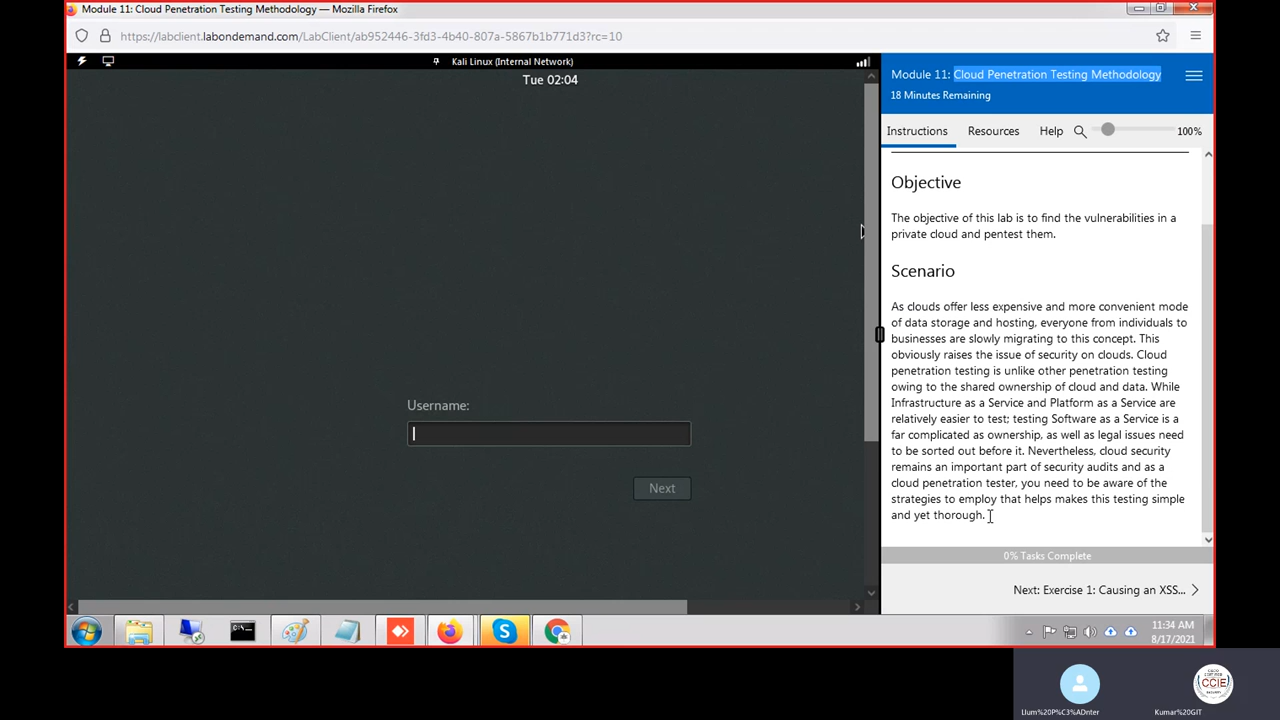 Module 11: Cloud Penetration Testing Methodology — Mozilla Firefox
https://labclient.labondemand.com/LabClient/ab952446-3fd3-4b40-807a-5867b1b771d3?rc=10
Kali Linux (Internal Network)
Tue 02:04
Username:
Next
Module 11: Cloud Penetration Testing Methodology
18 Minutes Remaining
Instructions
Resources
Help
100%
Objective
The objective of this lab is to find the vulnerabilities in a
private cloud and pentest them.
Scenario
As clouds offer less expensive and more convenient mode
of data storage and hosting, everyone from individuals to
businesses are slowly migrating to this concept. This
obviously raises the issue of security on clouds. Cloud
penetration testing is unlike other penetration testing
owing to the shared ownership of cloud and data. While
Infrastructure as a Service and Platform as a Service are
relatively easier to test; testing Software as a Service is a
far complicated as ownership, as well as legal issues need
to be sorted out before it. Nevertheless, cloud security
remains an important part of security audits and as a
cloud penetration tester, you need to be aware of the
strategies to employ that helps makes this testing simple
and yet thorough.
0% Tasks Complete
Next: Exercise 1: Causing an XSS...
11:34 AM
8/17/2021
CCIE
Llum%20P%C3%ADnter
Kumar%20GIT